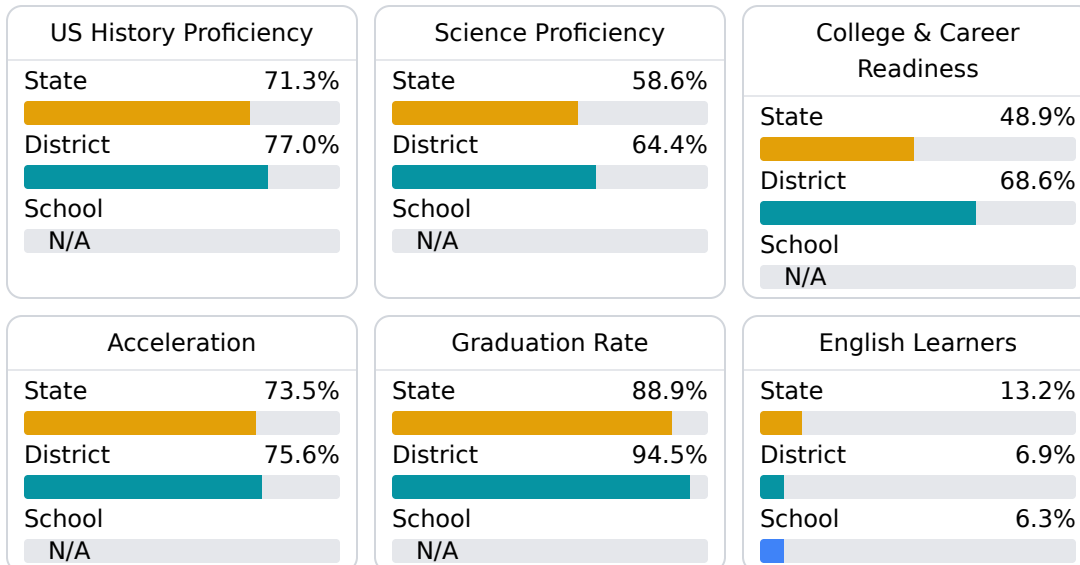 US History Proficiency
State 71.3%
District 77.0%
School
N/A
Science Proficiency
State 58.6%
District 64.4%
School
N/A
College & Career
Readiness
State 48.9%
District 68.6%
School
N/A
Acceleration
State 73.5%
District 75.6%
School
N/A
Graduation Rate
State 88.9%
District 94.5%
School
N/A
English Learners
State 13.2%
District 6.9%
School 6.3%